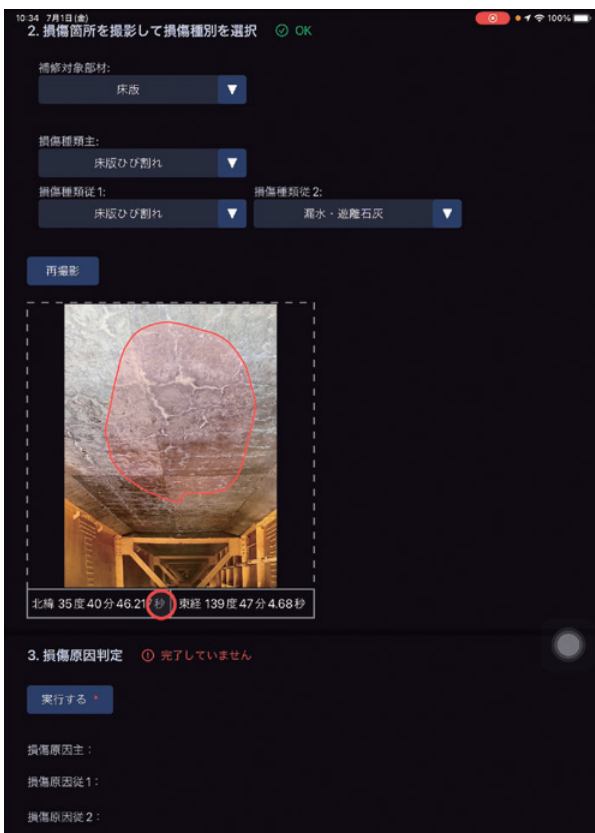 10:34 7月1日(金) 100%
2. 損傷箇所を撮影して損傷種別を選択 OK
補修対象部材:
床版
損傷種類主:
床版ひび割れ
損傷種類従1: 損傷種類従2:
床版ひび割れ 漏水・遊離石灰
再撮影
北緯 35度40分46.217秒 東経 139度47分4.68秒
3. 損傷原因判定 完了していません
実行する *
損傷原因主:
損傷原因従1:
損傷原因従2: